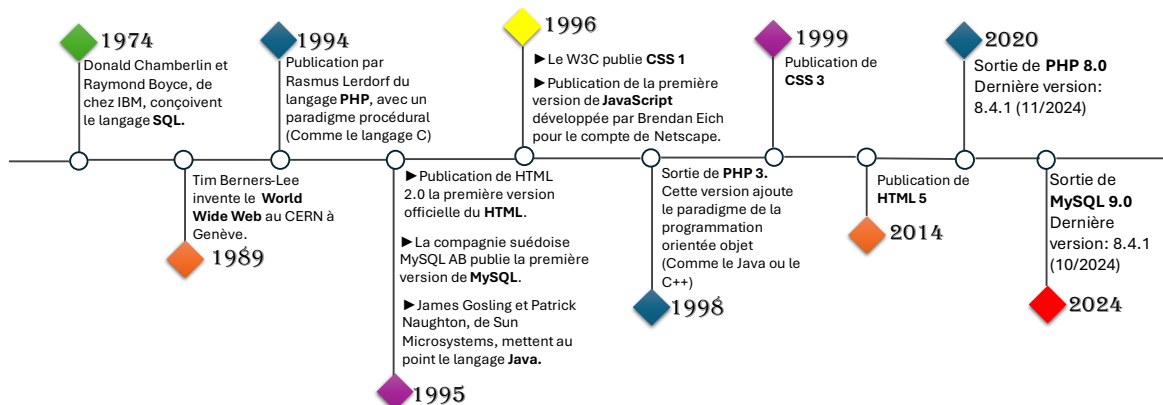 1974
Donald Chamberlin et
Raymond Boyce, de
chez IBM, conçoivent
le langage SQL.
Tim Berners-Lee
invente le World
Wide Web au CERN à
Genève.
1989
1994
Publication par
Rasmus Lerdorf du
langage PHP, avec un
paradigme procédural
(Comme le langage C)
►Publication de HTML
2.0 la première version
officielle du HTML.
►La compagnie suédoise
MySQL AB publie la première
version de MySQL.
►James Gosling et Patrick
Naughton, de Sun
Microsystems, mettent au
point le langage Java.
1995
1996
►Le W3C publie CSS 1
►Publication de la première
version de JavaScript
développée par Brendan Eich
pour le compte de Netscape.
Sortie de PHP 3.
Cette version ajoute
le paradigme de la
programmation
orientée objet
(Comme le Java ou le
C++)
1998
1999
Publication de
CSS 3
Publication de
HTML 5
2014
2020
Sortie de PHP 8.0
Dernière version:
8.4.1 (11/2024)
Sortie de
MySQL 9.0
Dernière
version: 8.4.1
(10/2024)
2024